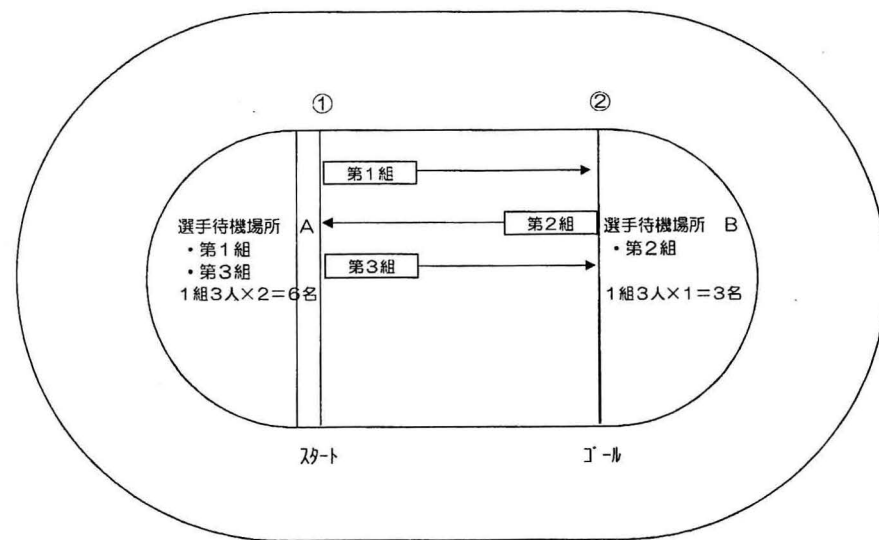 ① ②
第1組
第2組
第3組
選手待機場所 A
・第1組
・第3組
1組3人×2=6名
選手待機場所 B
・第2組
1組3人×1=3名
スタート ゴール